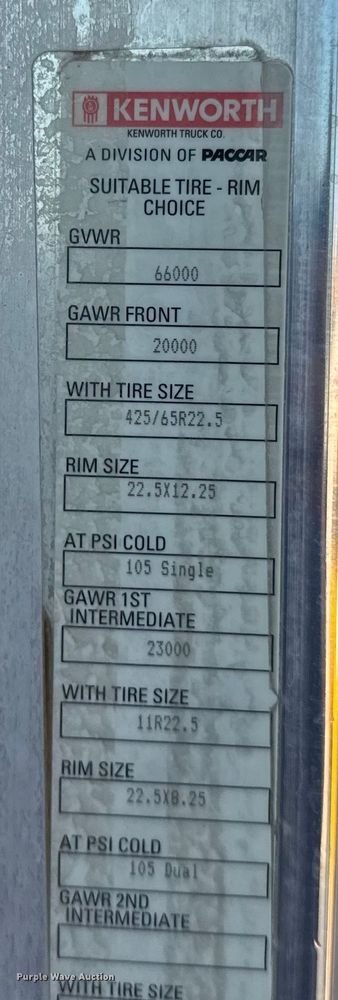 KENWORTH
KENWORTH TRUCK CO.
A DIVISION OF PACCAR
SUITABLE TIRE - RIM
CHOICE
GVWR
66000
GAWR FRONT
20000
WITH TIRE SIZE
425/65R22.5
RIM SIZE
22.5X12.25
AT PSI COLD
105 Single
GAWR 1ST
INTERMEDIATE
23000
WITH TIRE SIZE
11R22.5
RIM SIZE
22.5X8.25
AT PSI COLD
105 Dual
GAWR 2ND
INTERMEDIATE
WITH TIRE SIZE
Purple Wave Auction